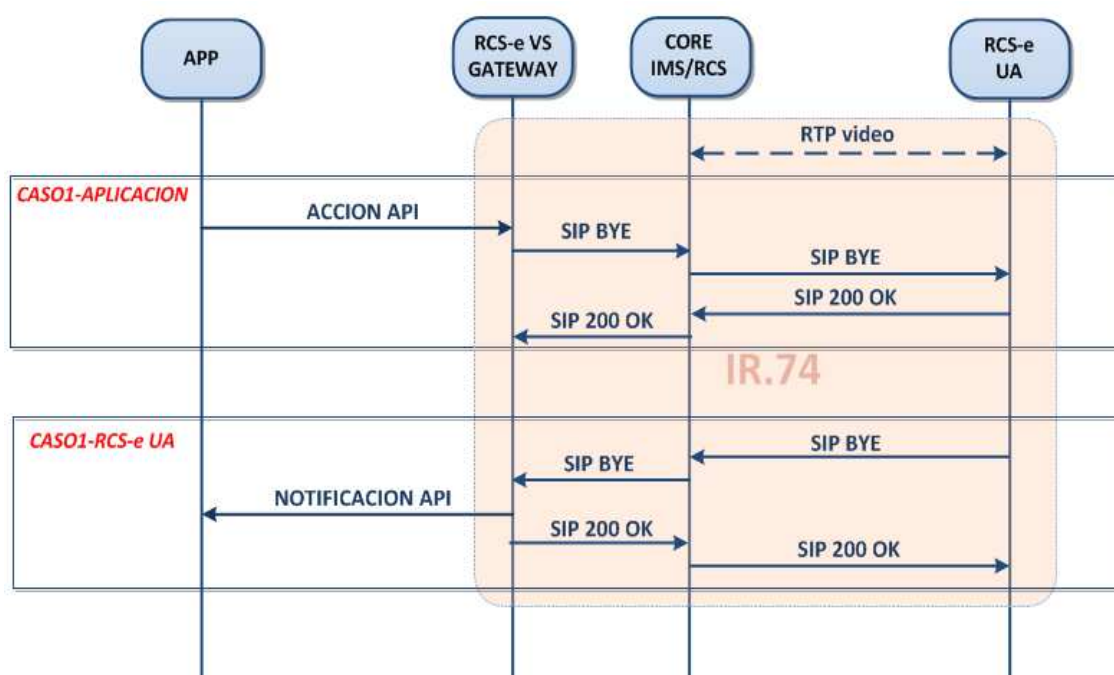 APP
RCS-e VS
GATEWAY
CORE
IMS/RCS
RCS-e
UA
RTP video
CASO1-APLICACION
ACCION API
SIP BYE
SIP BYE
SIP 200 OK
SIP 200 OK
IR.74
CASO1-RCS-e UA
SIP BYE
SIP BYE
NOTIFICACION API
SIP 200 OK
SIP 200 OK